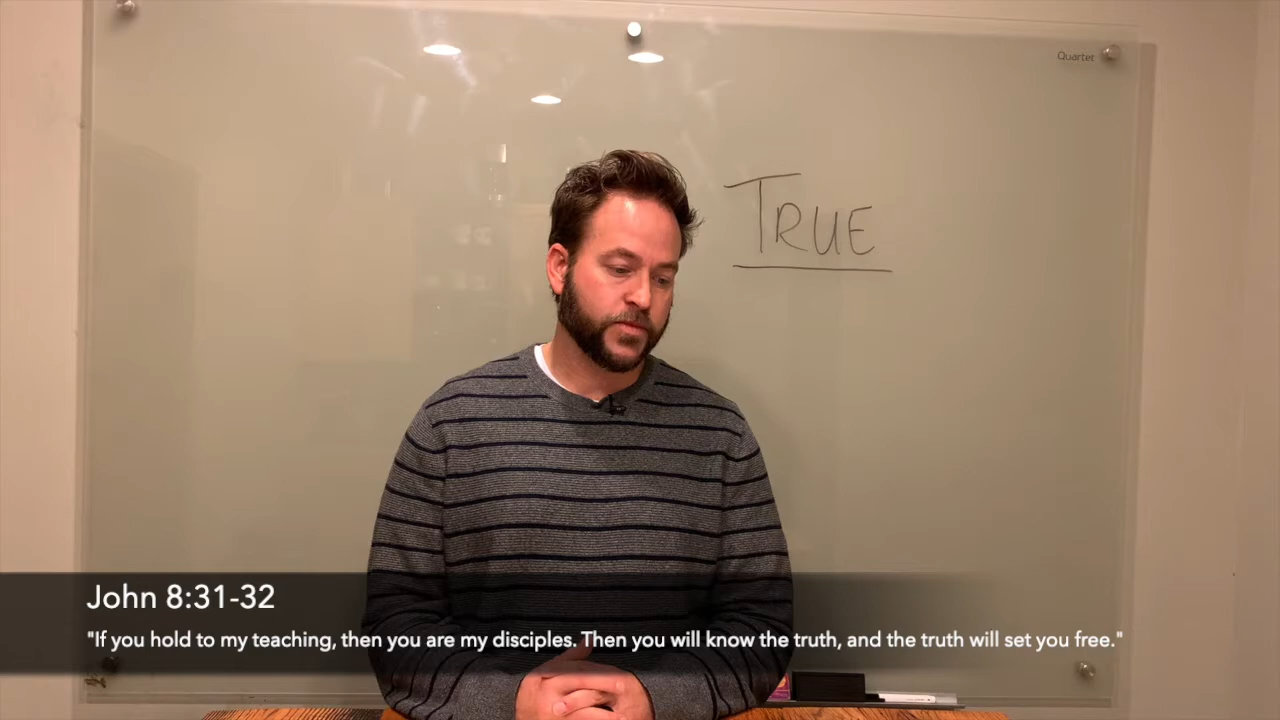 Quartet
TRUE
John 8:31-32
"If you hold to my teaching, then you are my disciples. Then you will know the truth, and the truth will set you free."